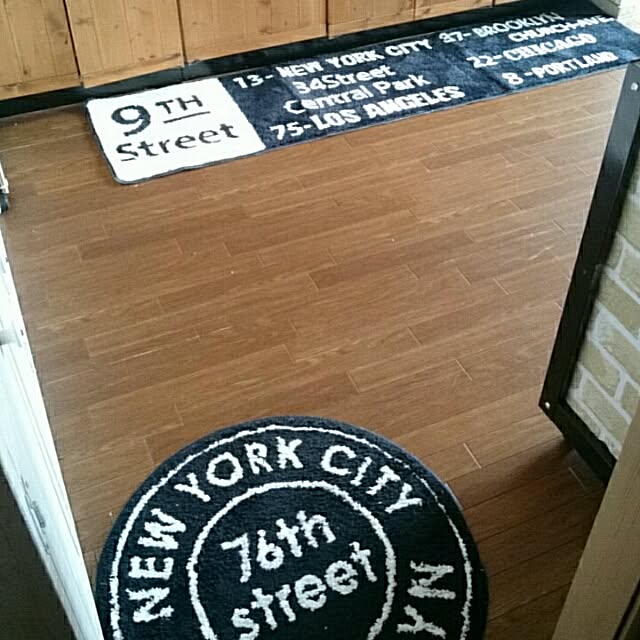 9TH
Street
13- NEW YORK CITY
34Street
Central Park
75-LOS ANGELES
27-BROOKLYN
CHURCH AVE
22-CHICAGO
8-PORTLAND
NEW YORK CITY
76th
street
NY